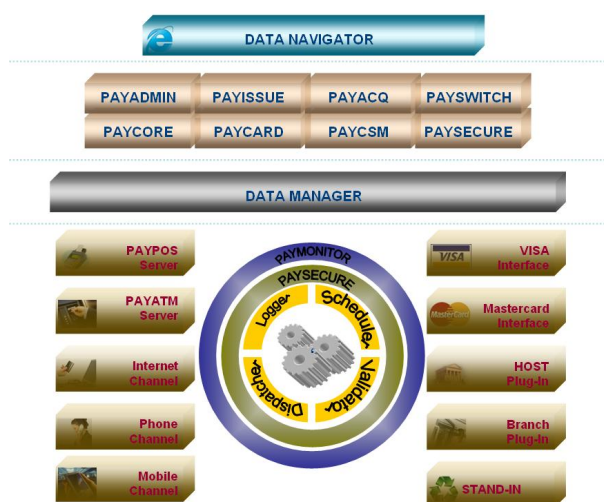 DATA NAVIGATOR
PAYADMIN PAYISSUE PAYACQ PAYSWITCH
PAYCORE PAYCARD PAYCSM PAYSECURE
DATA MANAGER
PAYPOS
Server
PAYATM
Server
Internet
Channel
Phone
Channel
Mobile
Channel
PAYMONITOR
PAYSECURE
Logger
Scheduler
Dispatcher
Validator
VISA
VISA
Interface
MasterCard
Mastercard
Interface
HOST
Plug-In
Branch
Plug-In
STAND-IN